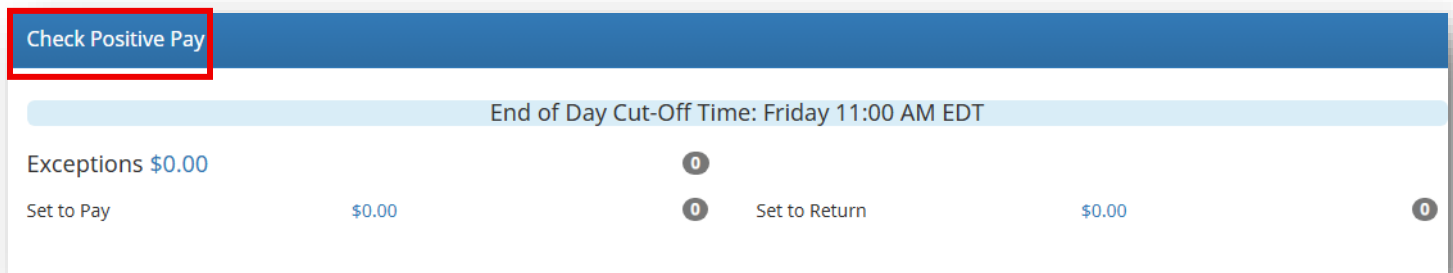 Check Positive Pay
End of Day Cut-Off Time: Friday 11:00 AM EDT
Exceptions $0.00 0
Set to Pay $0.00 0 Set to Return $0.00 0